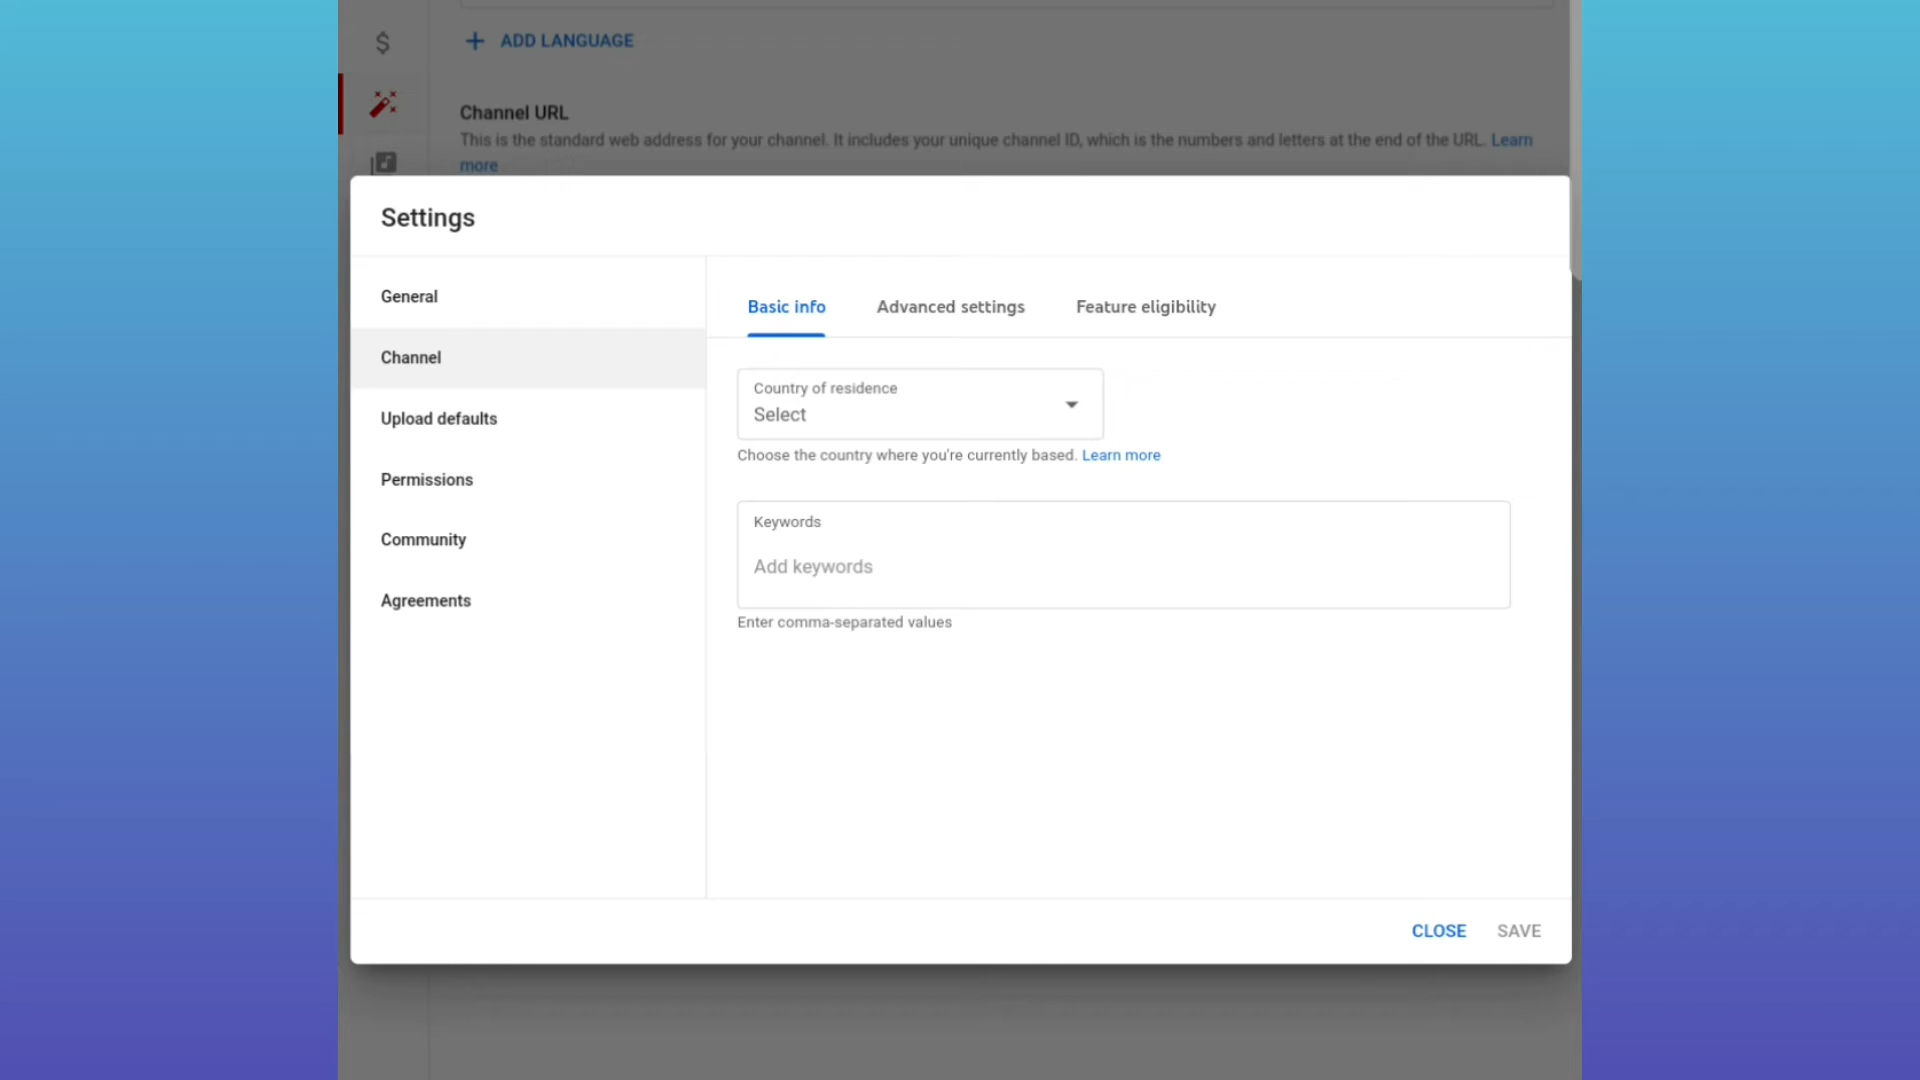 $
+ ADD LANGUAGE
Channel URL
This is the standard web address for your channel. It includes your unique channel ID, which is the numbers and letters at the end of the URL. Learn
more
Settings
General
Channel
Upload defaults
Permissions
Community
Agreements
Basic info Advanced settings Feature eligibility
Country of residence
Select
Choose the country where you're currently based. Learn more
Keywords
Add keywords
Enter comma-separated values
CLOSE SAVE